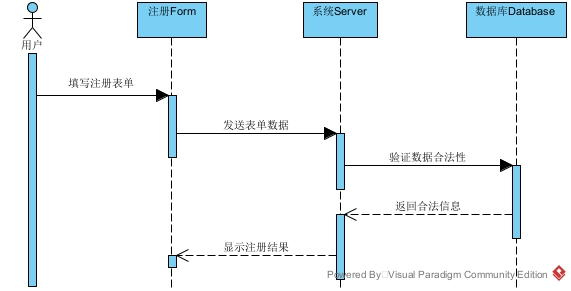 注册Form
系统Server
数据库Database
用户
填写注册表单
发送表单数据
验证数据合法性
返回合法信息
显示注册结果
Powered By Visual Paradigm Community Edition